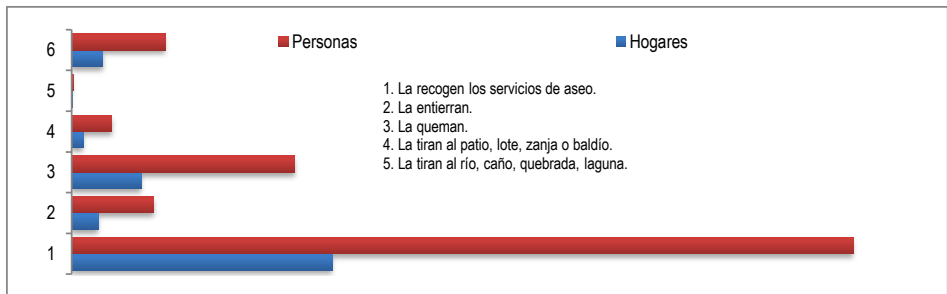 Personas
Hogares
6
5
4
3
2
1
1. La recogen los servicios de aseo.
2. La entierran.
3. La queman.
4. La tiran al patio, lote, zanja o baldío.
5. La tiran al río, caño, quebrada, laguna.